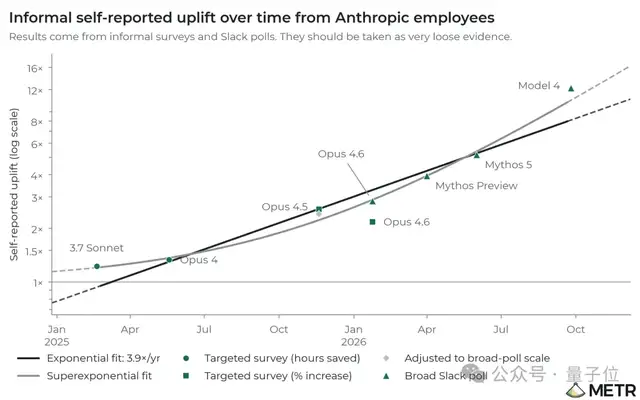 Informal self-reported uplift over time from Anthropic employees
Results come from informal surveys and Slack polls. They should be taken as very loose evidence.
Self-reported uplift (log scale)
16×
12×
8×
6×
4×
3×
2×
1.5×
1×
3.7 Sonnet
Opus 4
Opus 4.5
Opus 4.6
Opus 4.6
Mythos Preview
Mythos 5
Model 4
Jan
2025
Apr
Jul
Oct
Jan
2026
Apr
Jul
Oct
Exponential fit: 3.9×/yr
Targeted survey (hours saved)
Adjusted to broad-poll scale
Superexponential fit
Targeted survey (% increase)
Broad Slack poll
公众号·量子位
METR